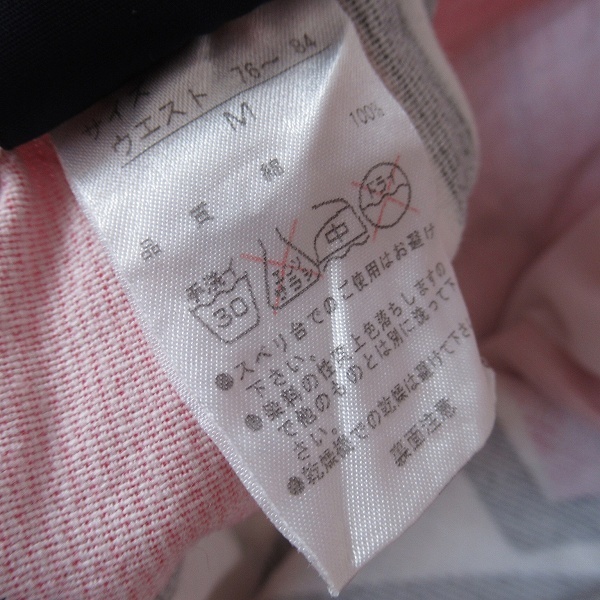 サイズ M
ウエスト 76～84
品質 綿 100%
手洗イ 30 エンソサラシ 中 ドライ
●スベリ台でのご使用はお避け
下さい。
●染料の性質上色落ちしますの
で他のものとは別に洗って下
さい。
●乾燥機での乾燥は避けて下さい
裏面注意